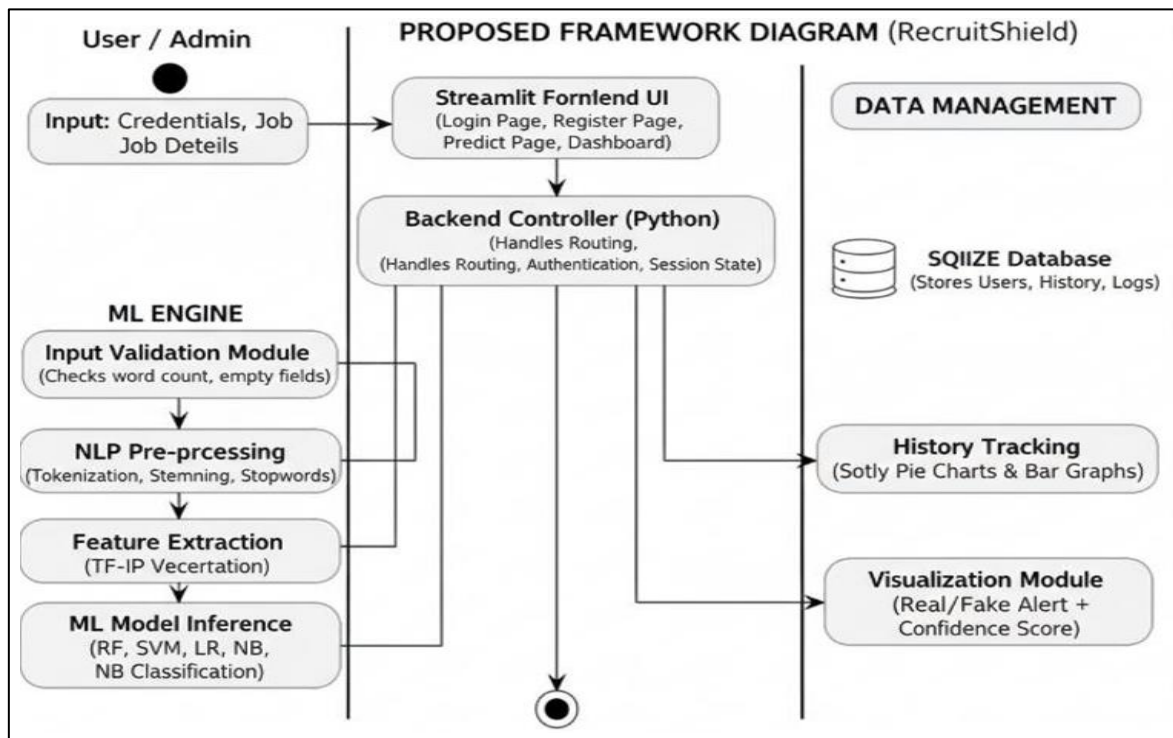 User / Admin
PROPOSED FRAMEWORK DIAGRAM (RecruitShield)
Input: Credentials, Job
Job Deteils
Streamlit Fornlend UI
(Login Page, Register Page,
Predict Page, Dashboard)
DATA MANAGEMENT
Backend Controller (Python)
(Handles Routing,
(Handles Routing, Authentication, Session State)
SQIIZE Database
(Stores Users, History, Logs)
ML ENGINE
Input Validation Module
(Checks word count, empty fields)
NLP Pre-prcessing
(Tokenization, Stemning, Stopwords)
History Tracking
(Sotly Pie Charts & Bar Graphs)
Feature Extraction
(TF-IP Vecertation)
Visualization Module
(Real/Fake Alert +
Confidence Score)
ML Model Inference
(RF, SVM, LR, NB,
NB Classification)